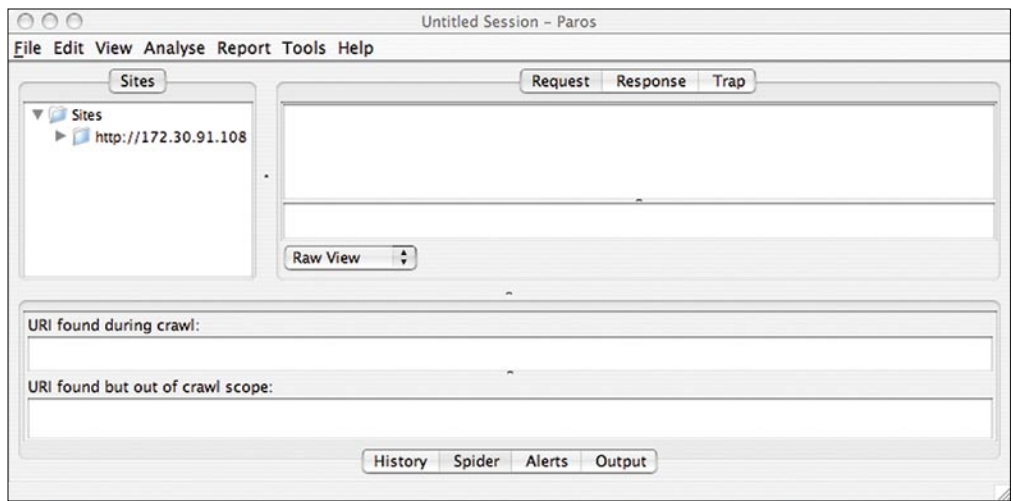 Untitled Session – Paros
File Edit View Analyse Report Tools Help
Sites
Request Response Trap
Sites
http://172.30.91.108
Raw View
URI found during crawl:
URI found but out of crawl scope:
History Spider Alerts Output